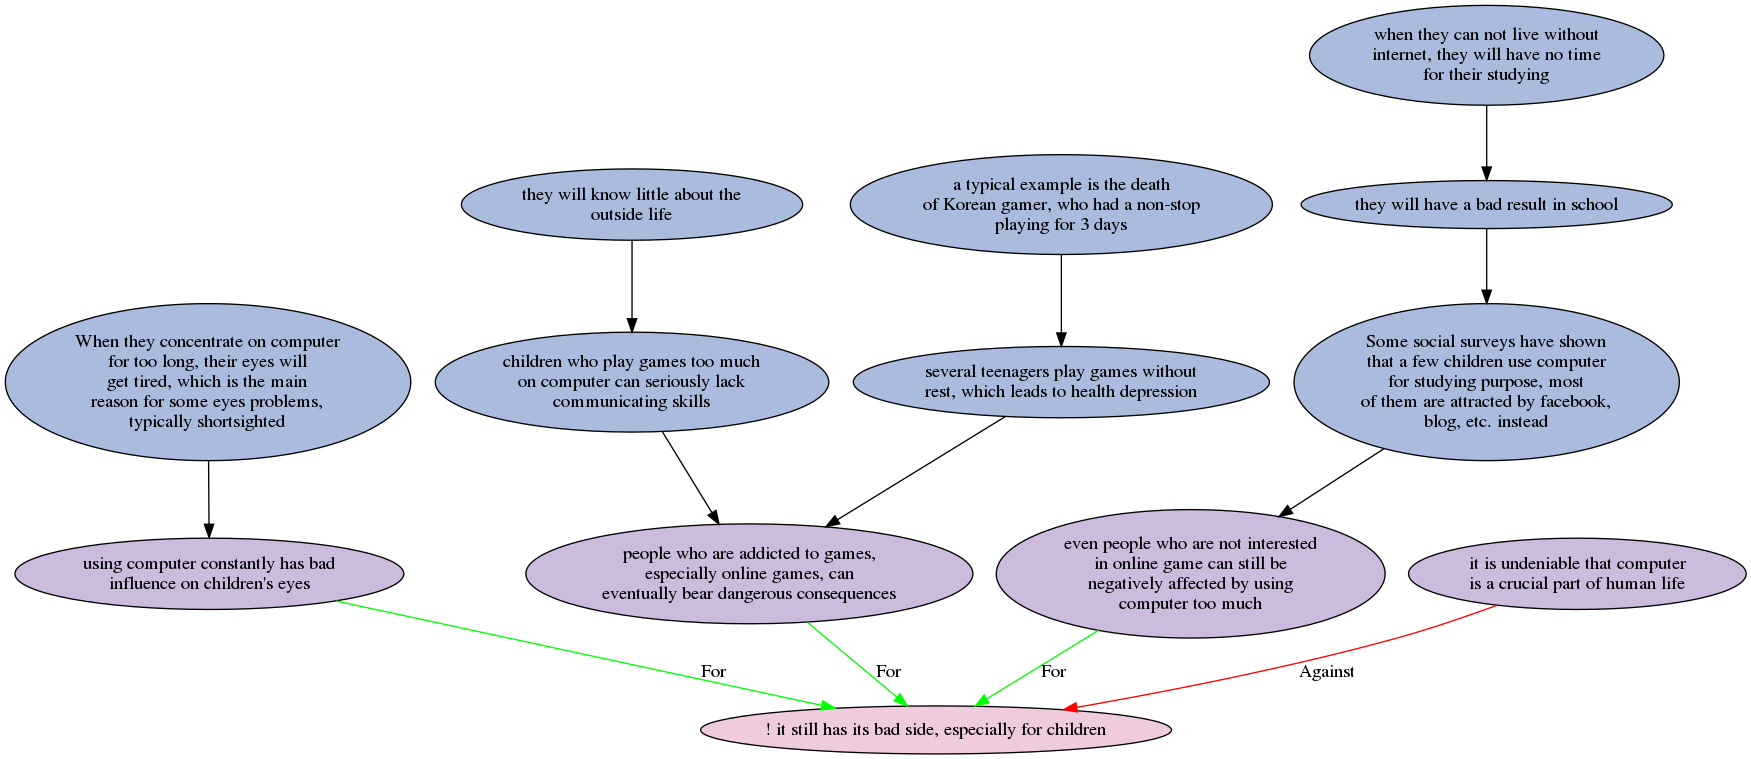 when they can not live without
internet, they will have no time
for their studying
they will know little about the
outside life
a typical example is the death
of Korean gamer, who had a non-stop
playing for 3 days
they will have a bad result in school
When they concentrate on computer
for too long, their eyes will
get tired, which is the main
reason for some eyes problems,
typically shortsighted
children who play games too much
on computer can seriously lack
communicating skills
several teenagers play games without
rest, which leads to health depression
Some social surveys have shown
that a few children use computer
for studying purpose, most
of them are attracted by facebook,
blog, etc. instead
using computer constantly has bad
influence on children's eyes
people who are addicted to games,
especially online games, can
eventually bear dangerous consequences
even people who are not interested
in online game can still be
negatively affected by using
computer too much
it is undeniable that computer
is a crucial part of human life
For
For
For
Against
! it still has its bad side, especially for children